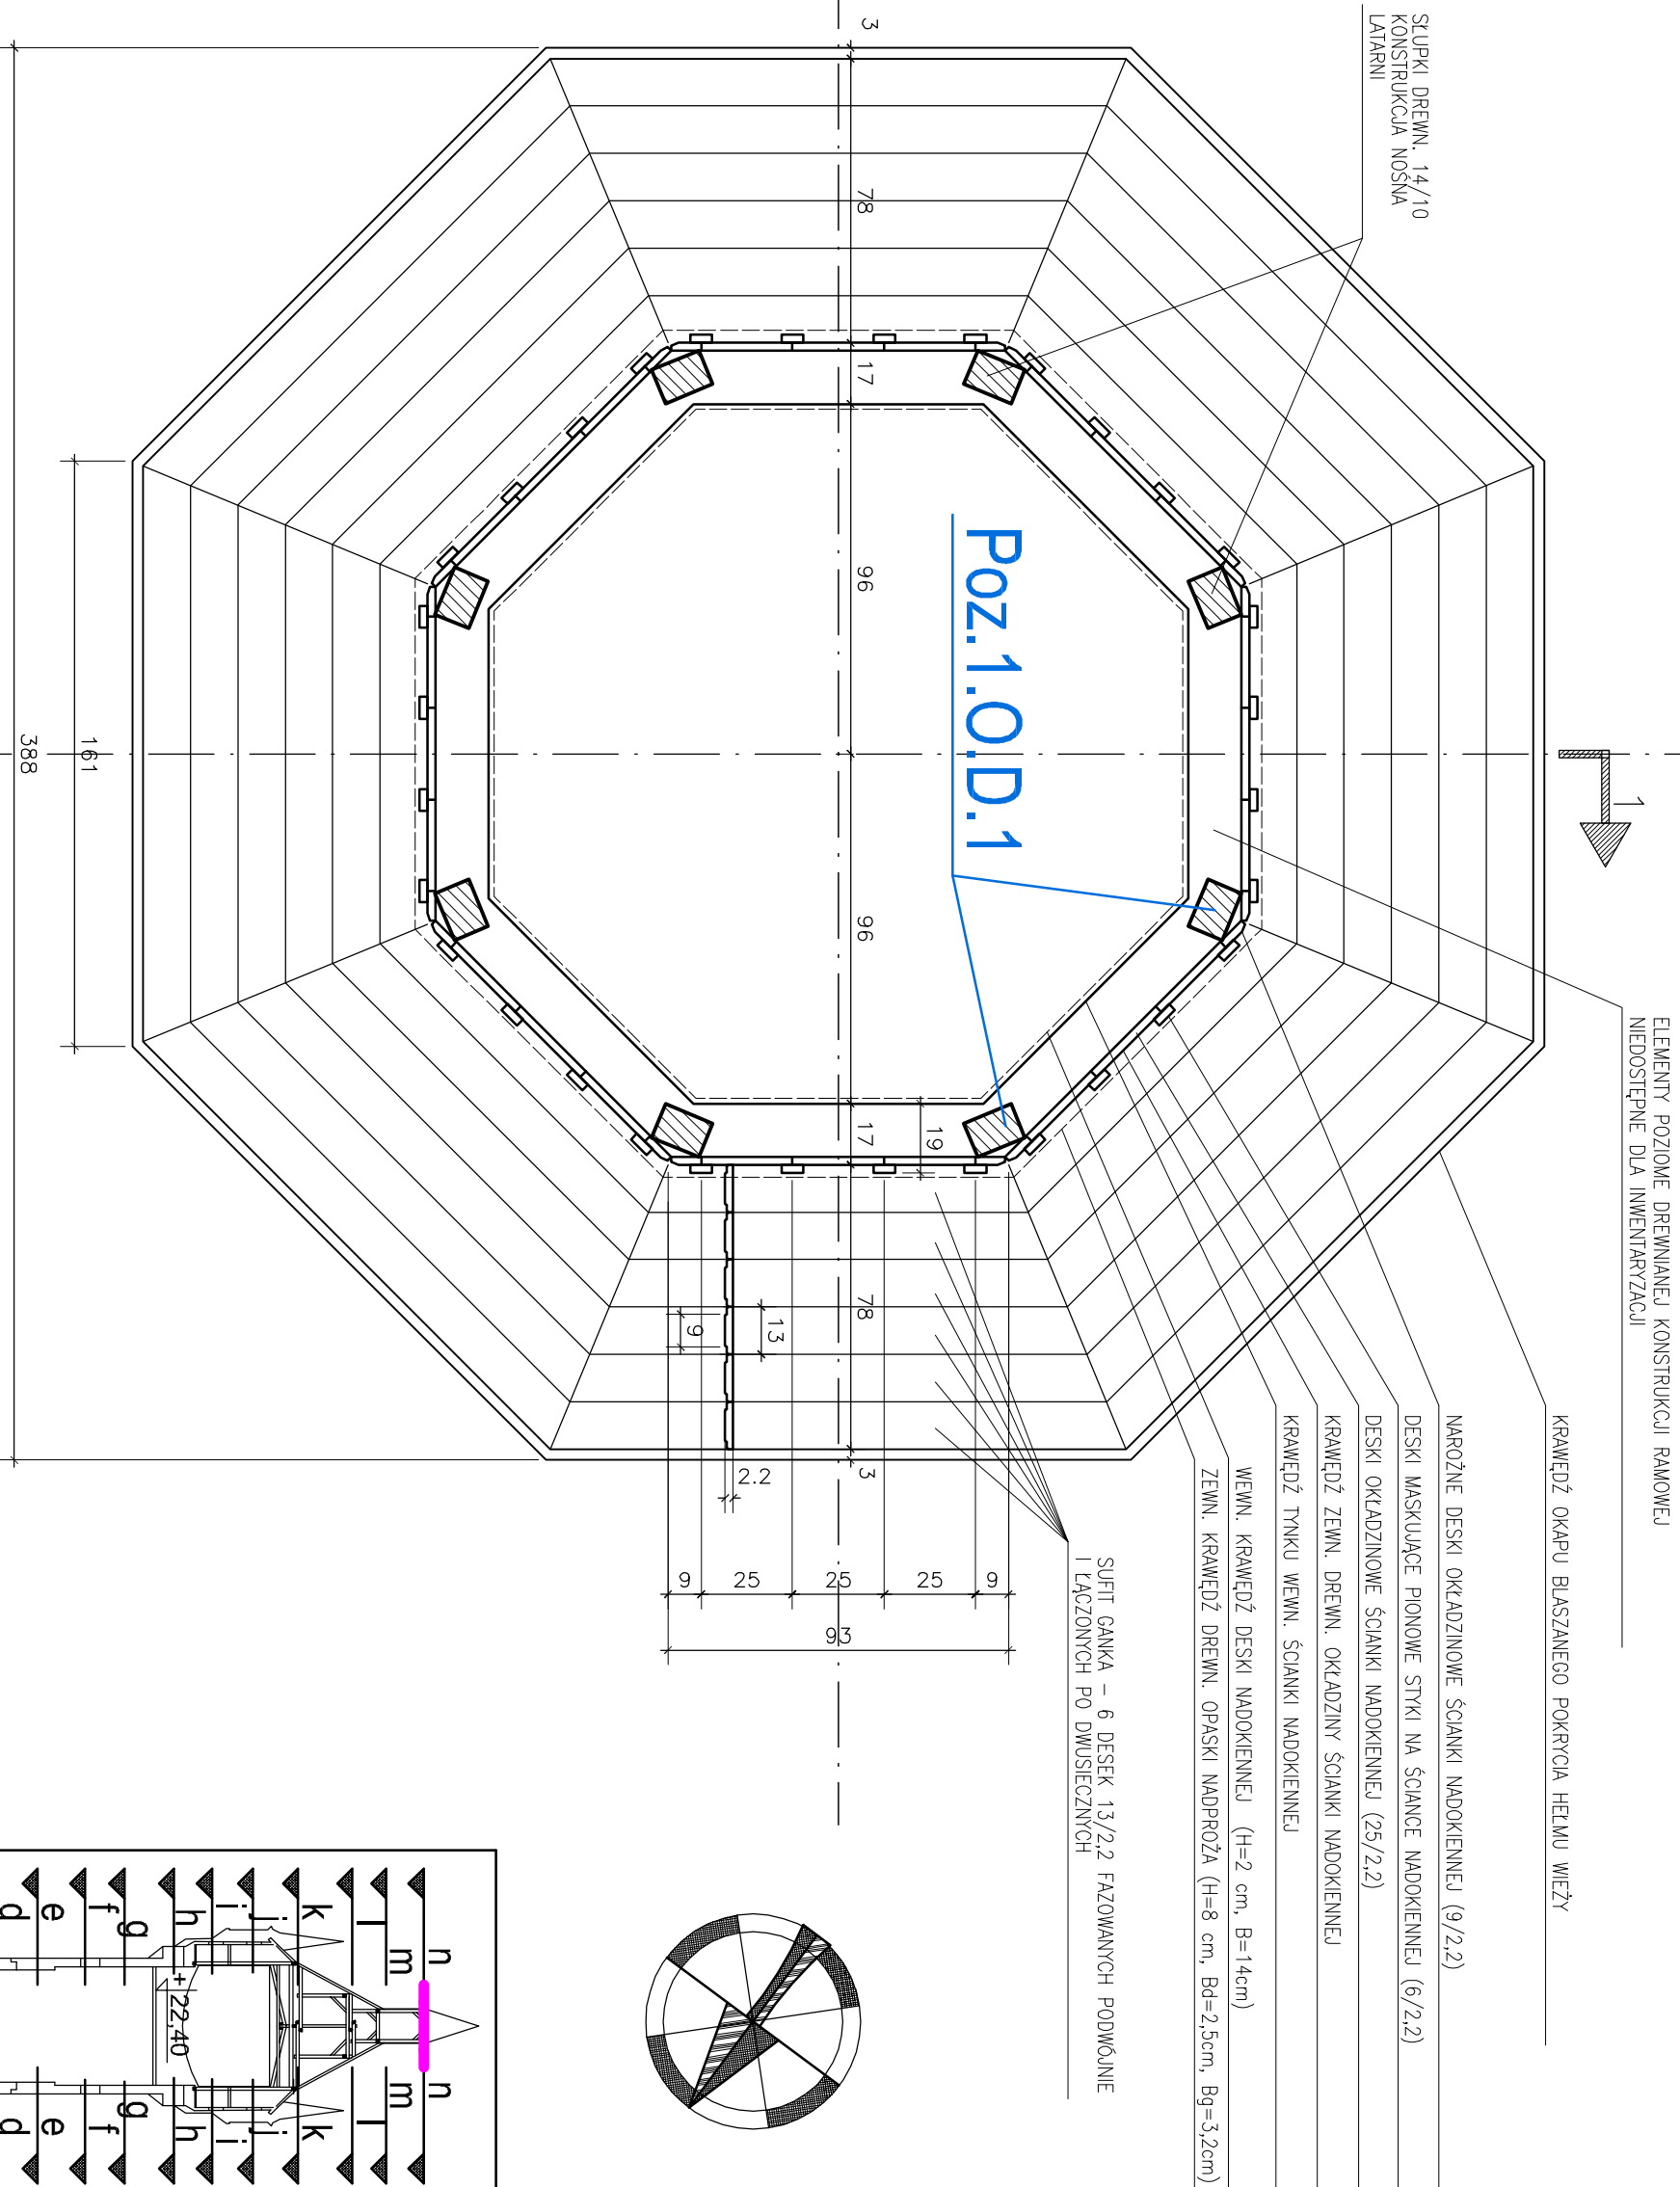 SŁUPKI DREWN. 14/10
KONSTRUKCJA NOŚNA
LATARNI
ELEMENTY POZIOME DREWNIANEJ KONSTRUKCJI RAMOWEJ
NIEDOSTĘPNE DLA INWENTARYZACJI
KRAWĘDŹ OKAPU BLASZANEGO POKRYCIA HEŁMU WIEŻY
NAROŻNE DESKI OKŁADZINOWE ŚCIANKI NADOKIENNEJ (9/2,2)
DESKI MASKUJĄCE PIONOWE STYKI NA ŚCIANCE NADOKIENNEJ (6/2,2)
DESKI OKŁADZINOWE ŚCIANKI NADOKIENNEJ (25/2,2)
KRAWĘDŹ ZEWN. DREWN. OKŁADZINY ŚCIANKI NADOKIENNEJ
KRAWĘDŹ TYNKU WEWN. ŚCIANKI NADOKIENNEJ
WEWN. KRAWĘDŹ DESKI NADOKIENNEJ (H=2 cm, B=14cm)
ZEWN. KRAWĘDŹ DREWN. OPASKI NADPROŻA (H=8 cm, Bd=2,5cm, Bg=3,2cm)
SUFIT GANKA – 6 DESEK 13/2,2 FAZOWANYCH PODWÓJNIE
I ŁĄCZONYCH PO DWUSIECZNYCH
Poz.1.O.D.1
1
3
78
17
96
96
17
19
78
3
13
9
2.2
9
25
25
25
9
93
161
388
n
n
m
m
l
l
k
k
j
j
i
i
h
h
g
g
f
f
e
e
d
d
+22,40